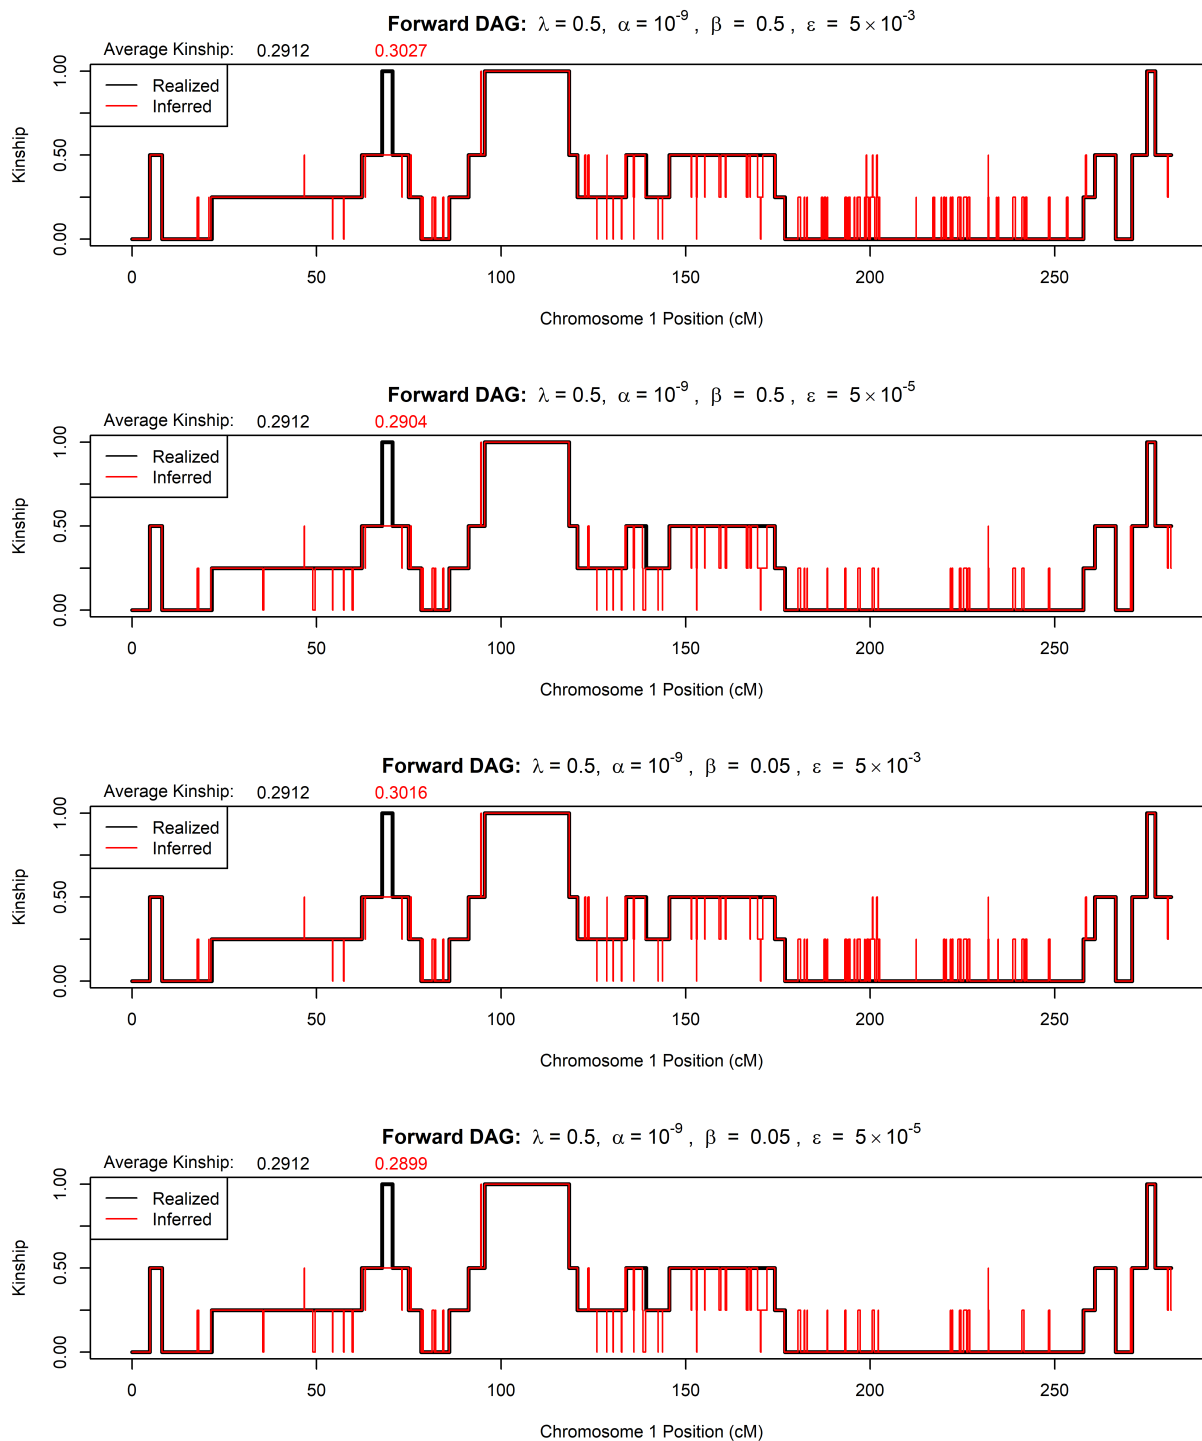 Forward DAG: λ = 0.5, α = 10⁻⁹ , β = 0.5 , ε = 5 × 10⁻³
Average Kinship: 0.2912 0.3027
Realized
Inferred
Kinship
1.00
0.50
0.00
0 50 100 150 200 250
Chromosome 1 Position (cM)
Forward DAG: λ = 0.5, α = 10⁻⁹ , β = 0.5 , ε = 5 × 10⁻⁵
Average Kinship: 0.2912 0.2904
Realized
Inferred
Kinship
1.00
0.50
0.00
0 50 100 150 200 250
Chromosome 1 Position (cM)
Forward DAG: λ = 0.5, α = 10⁻⁹ , β = 0.05 , ε = 5 × 10⁻³
Average Kinship: 0.2912 0.3016
Realized
Inferred
Kinship
1.00
0.50
0.00
0 50 100 150 200 250
Chromosome 1 Position (cM)
Forward DAG: λ = 0.5, α = 10⁻⁹ , β = 0.05 , ε = 5 × 10⁻⁵
Average Kinship: 0.2912 0.2899
Realized
Inferred
Kinship
1.00
0.50
0.00
0 50 100 150 200 250
Chromosome 1 Position (cM)